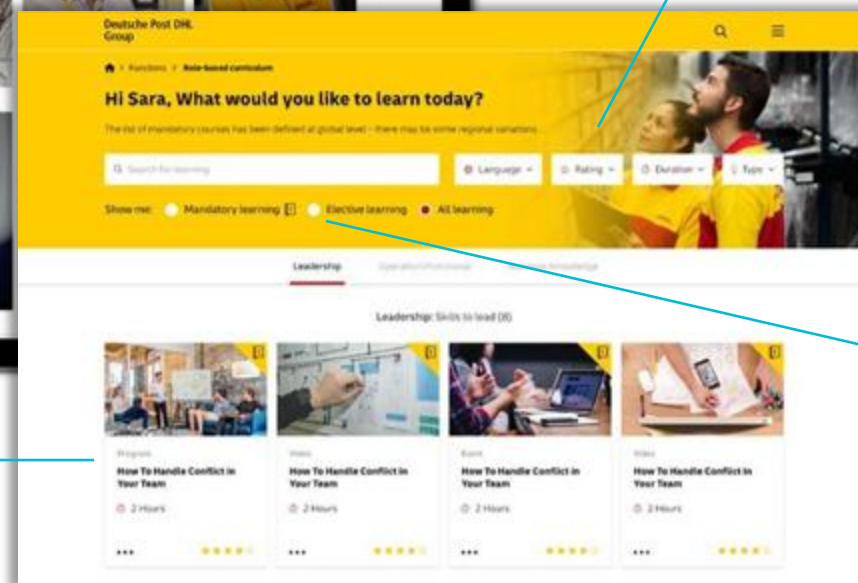 Deutsche Post DHL
Group
Functions > Role-based curriculum
Hi Sara, What would you like to learn today?
The list of mandatory courses has been defined at global level – there may be some regional variations.
Search for learning
Language
Rating
Duration
Type
Show me: Mandatory learning Elective learning All learning
Leadership
Leadership: Skills to lead (8)
Program
How To Handle Conflict in
Your Team
2 Hours
Video
How To Handle Conflict in
Your Team
2 Hours
Event
How To Handle Conflict in
Your Team
2 Hours
Video
How To Handle Conflict in
Your Team
2 Hours